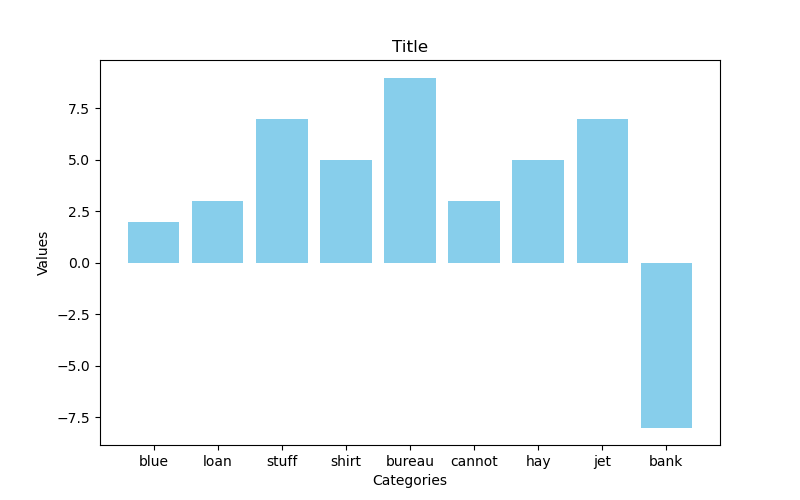 Title
Values
7.5
5.0
2.5
0.0
−2.5
−5.0
−7.5
blue loan stuff shirt bureau cannot hay jet bank
Categories